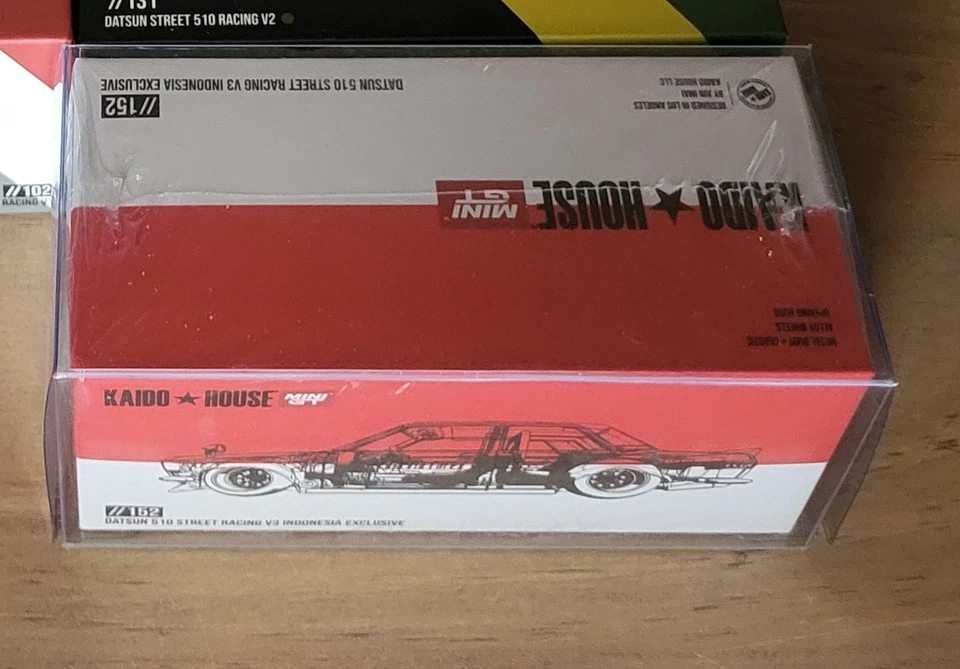 //131
DATSUN STREET 510 RACING V2
//102
RACING V
DATSUN 510 STREET RACING V3 INDONESIA EXCLUSIVE
//152
DESIGNED IN LOS ANGELES
BY JUN IMAI
KAIDO HOUSE LLC
KAIDO★HOUSE MINI GT
METAL BODY + CHASSIS
ALLOY WHEELS
OPENING HOOD
KAIDO★HOUSE MINI GT
//152
DATSUN 510 STREET RACING V3 INDONESIA EXCLUSIVE